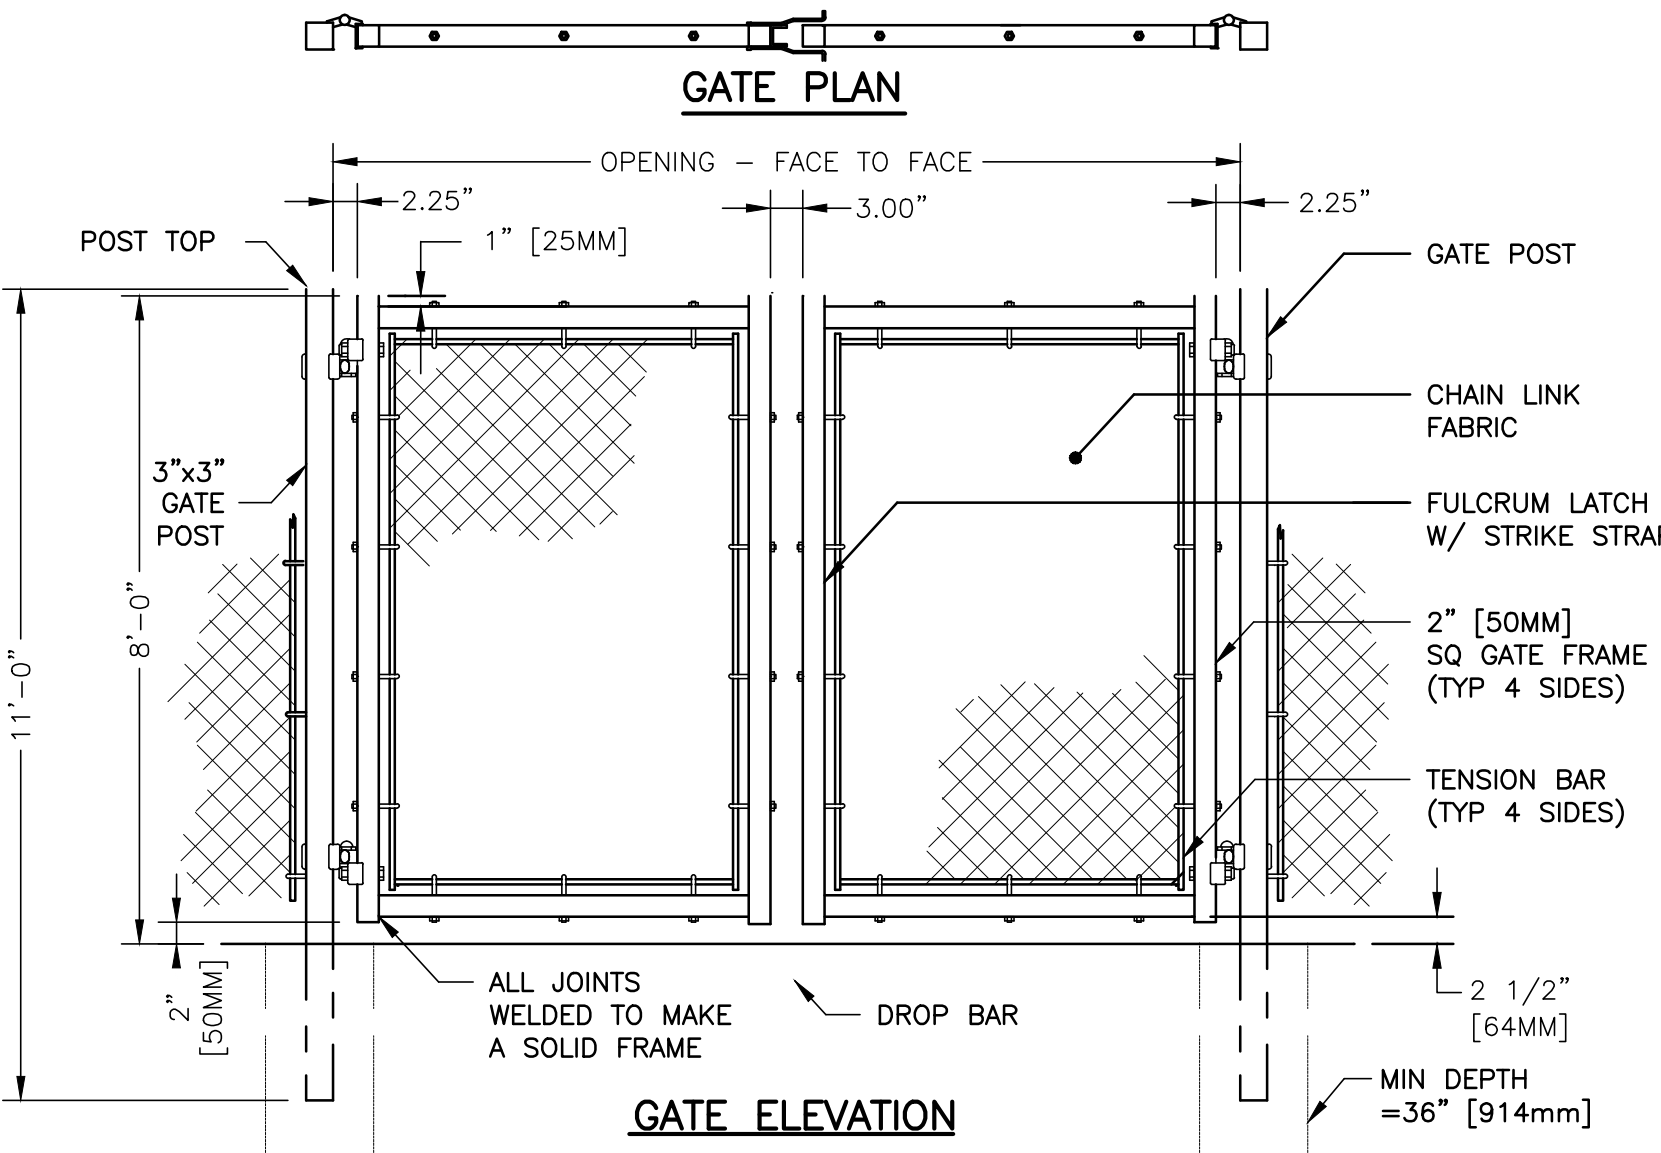 GATE PLAN
OPENING – FACE TO FACE
2.25”
3.00”
2.25”
POST TOP
1” [25MM]
GATE POST
CHAIN LINK
FABRIC
3”x3”
GATE
POST
FULCRUM LATCH
W/ STRIKE
8’-0”
11’-0”
2” [50MM]
SQ GATE FRAME
(TYP 4 SIDES)
TENSION BAR
(TYP 4 SIDES)
2”
[50MM]
ALL JOINTS
WELDED TO MAKE
A SOLID FRAME
DROP BAR
2 1/2”
[64MM]
MIN DEPTH
=36” [914mm]
GATE ELEVATION